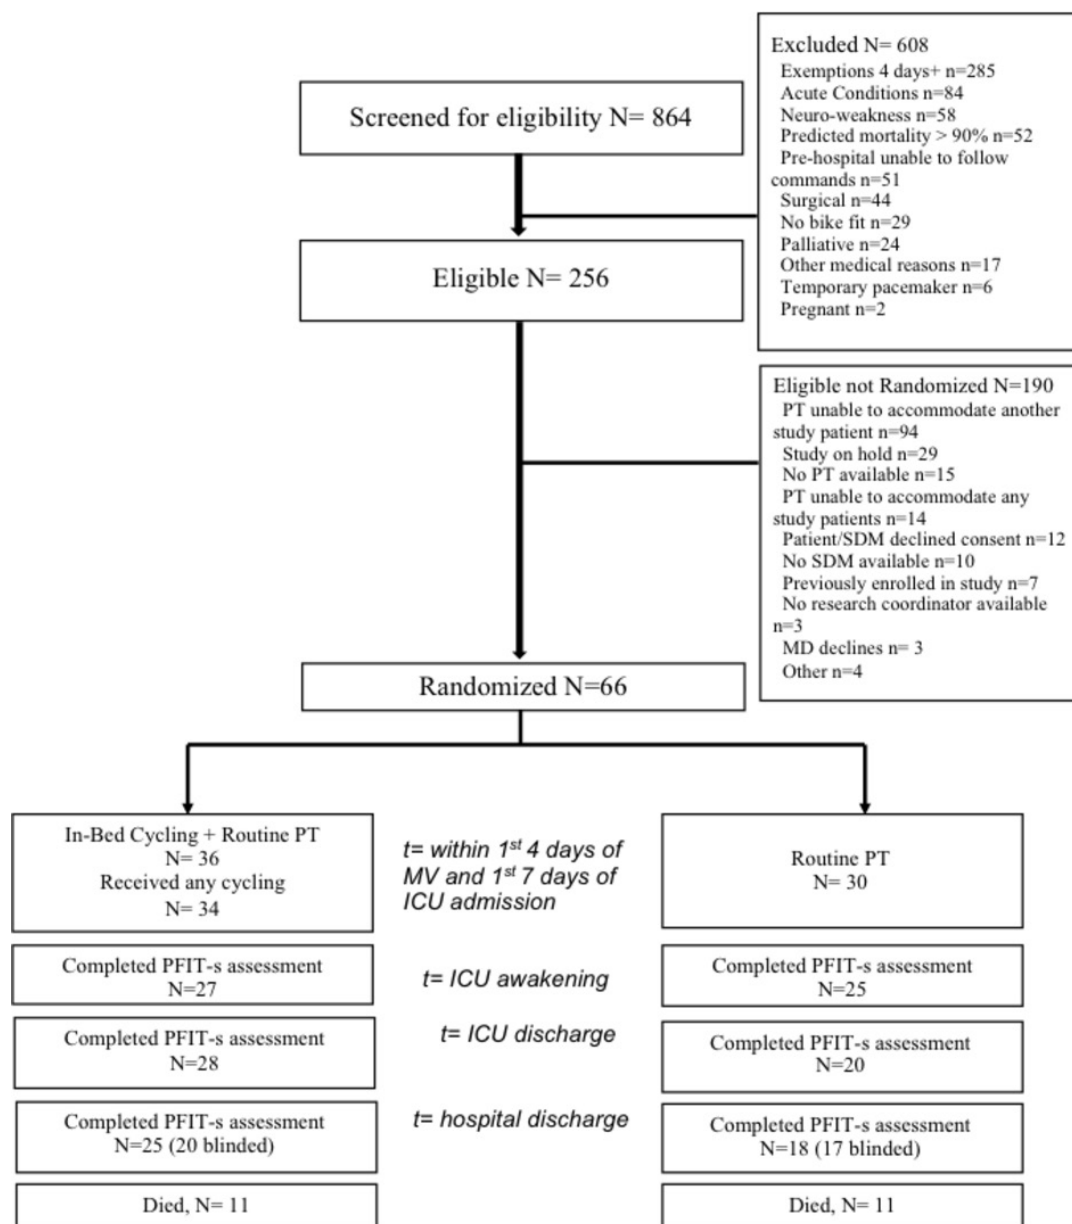 Screened for eligibility N= 864
Excluded N= 608
Exemptions 4 days+ n=285
Acute Conditions n=84
Neuro-weakness n=58
Predicted mortality > 90% n=52
Pre-hospital unable to follow
commands n=51
Surgical n=44
No bike fit n=29
Palliative n=24
Other medical reasons n=17
Temporary pacemaker n=6
Pregnant n=2
Eligible N= 256
Eligible not Randomized N=190
PT unable to accommodate another
study patient n=94
Study on hold n=29
No PT available n=15
PT unable to accommodate any
study patients n=14
Patient/SDM declined consent n=12
No SDM available n=10
Previously enrolled in study n=7
No research coordinator available
n=3
MD declines n= 3
Other n=4
Randomized N=66
In-Bed Cycling + Routine PT
N= 36
Received any cycling
N= 34
t= within 1st 4 days of
MV and 1st 7 days of
ICU admission
Routine PT
N= 30
Completed PFIT-s assessment
N=27
t= ICU awakening
Completed PFIT-s assessment
N=25
Completed PFIT-s assessment
N=28
t= ICU discharge
Completed PFIT-s assessment
N=20
Completed PFIT-s assessment
N=25 (20 blinded)
t= hospital discharge
Completed PFIT-s assessment
N=18 (17 blinded)
Died, N= 11
Died, N= 11